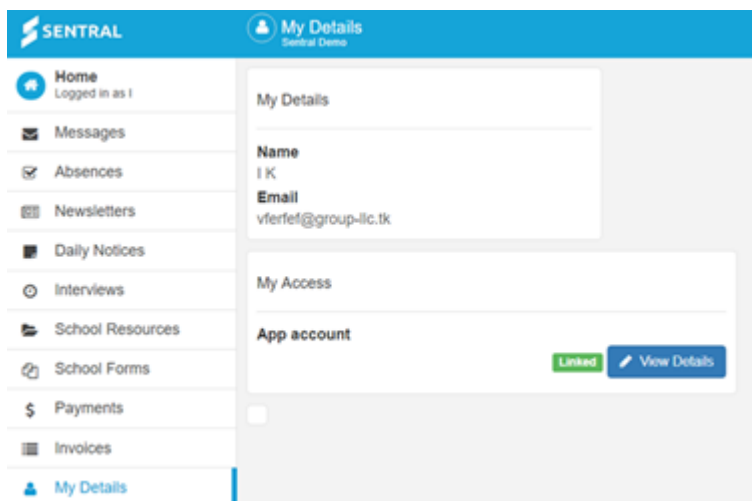 SENTRAL
My Details
Sentral Demo
Home
Logged in as I
Messages
Absences
Newsletters
Daily Notices
Interviews
School Resources
School Forms
Payments
Invoices
My Details
My Details
Name
I K
Email
vferfef@group-llc.tk
My Access
App account
Linked
View Details